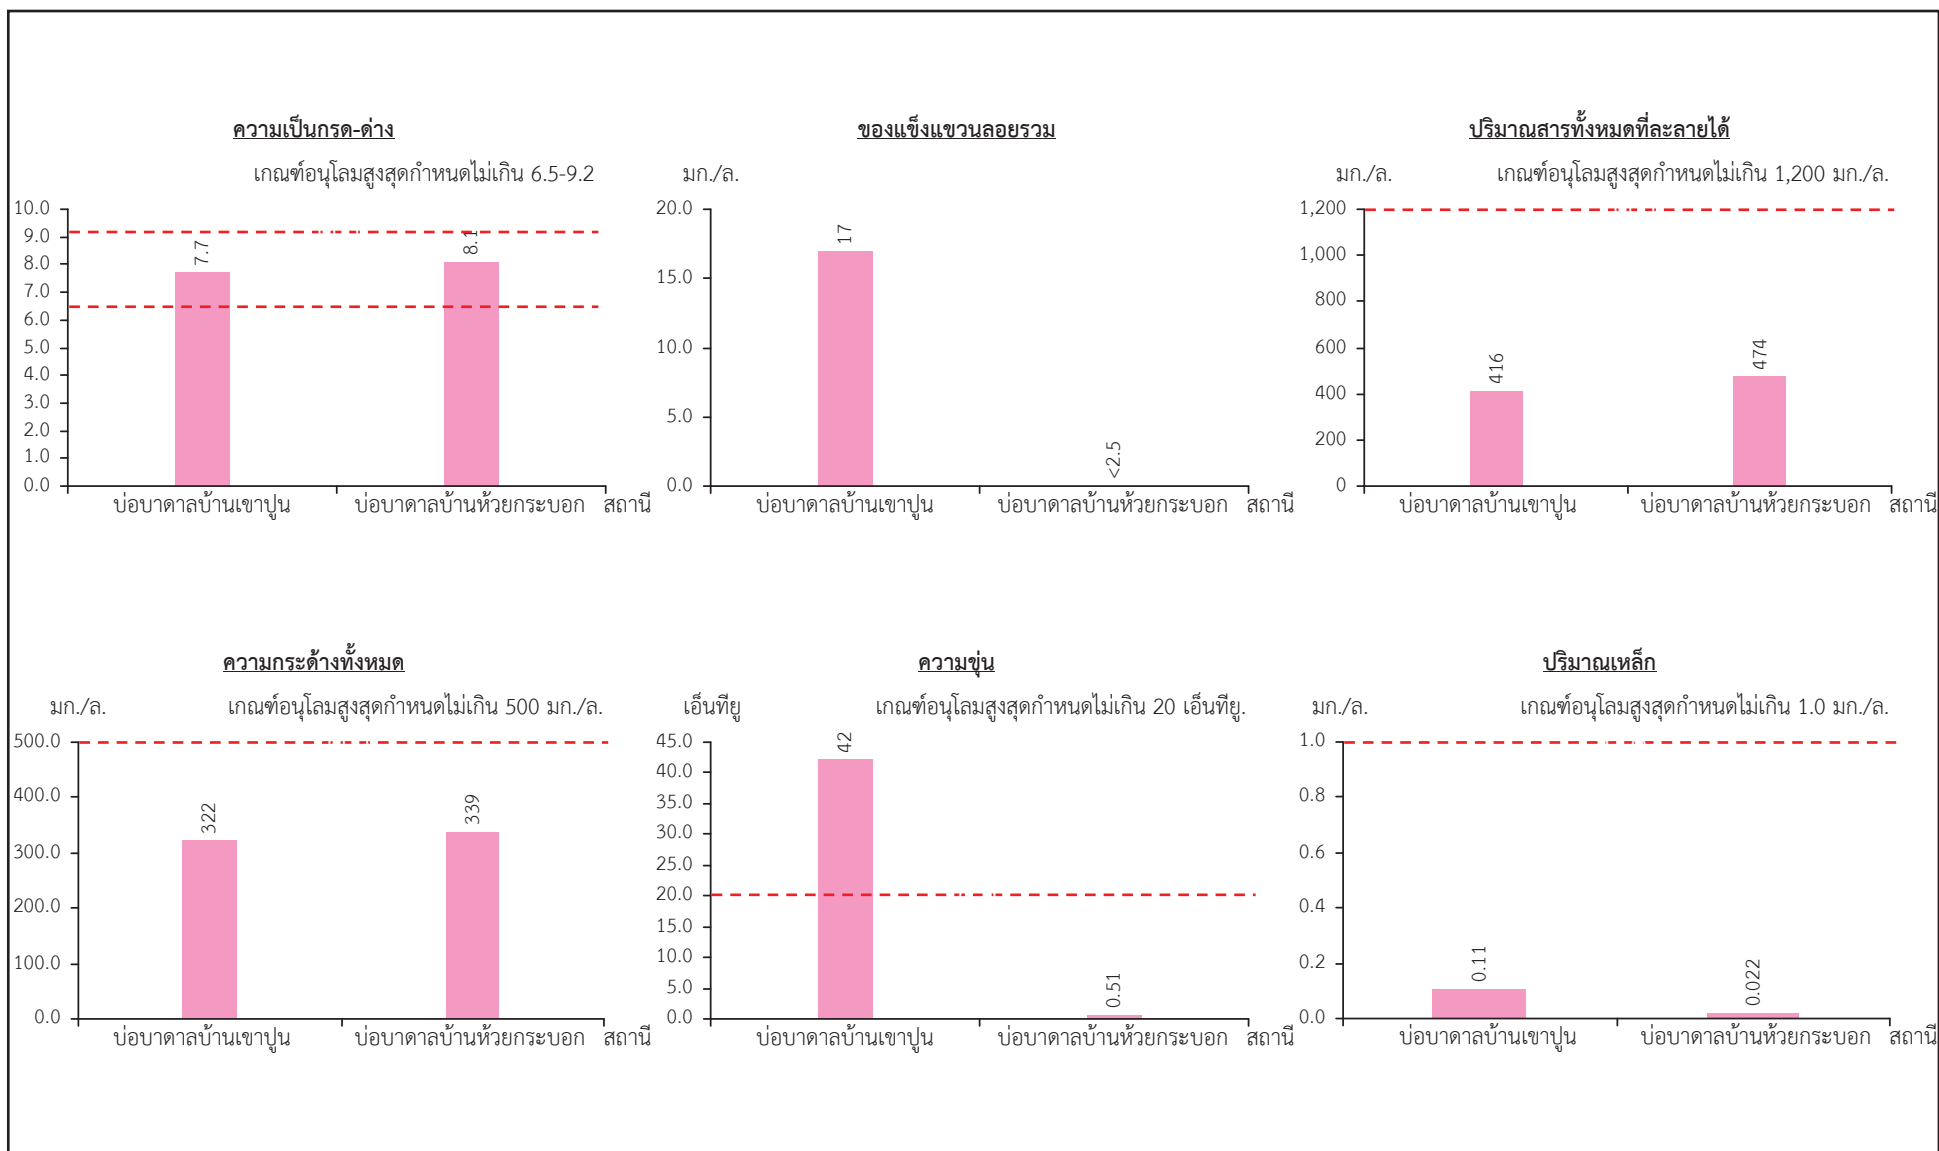 ความเป็นกรด-ด่าง
เกณฑ์อนุโลมสูงสุดกำหนดไม่เกิน 6.5-9.2
10.0
9.0
8.0
7.0
6.0
5.0
4.0
3.0
2.0
1.0
0.0
7.7
8.1
บ่อบาดาลบ้านเขาปูน
บ่อบาดาลบ้านห้วยกระบอก
สถานี
ของแข็งแขวนลอยรวม
มก./ล.
20.0
15.0
10.0
5.0
0.0
17
<2.5
บ่อบาดาลบ้านเขาปูน
บ่อบาดาลบ้านห้วยกระบอก
สถานี
ปริมาณสารทั้งหมดที่ละลายได้
มก./ล.
เกณฑ์อนุโลมสูงสุดกำหนดไม่เกิน 1,200 มก./ล.
1,200
1,000
800
600
400
200
0
416
474
บ่อบาดาลบ้านเขาปูน
บ่อบาดาลบ้านห้วยกระบอก
สถานี
ความกระด้างทั้งหมด
มก./ล.
เกณฑ์อนุโลมสูงสุดกำหนดไม่เกิน 500 มก./ล.
500.0
400.0
300.0
200.0
100.0
0.0
322
339
บ่อบาดาลบ้านเขาปูน
บ่อบาดาลบ้านห้วยกระบอก
สถานี
ความขุ่น
เอ็นทียู
เกณฑ์อนุโลมสูงสุดกำหนดไม่เกิน 20 เอ็นทียู.
45.0
40.0
35.0
30.0
25.0
20.0
15.0
10.0
5.0
0.0
42
0.51
บ่อบาดาลบ้านเขาปูน
บ่อบาดาลบ้านห้วยกระบอก
สถานี
ปริมาณเหล็ก
มก./ล.
เกณฑ์อนุโลมสูงสุดกำหนดไม่เกิน 1.0 มก./ล.
1.0
0.8
0.6
0.4
0.2
0.0
0.11
0.022
บ่อบาดาลบ้านเขาปูน
บ่อบาดาลบ้านห้วยกระบอก
สถานี